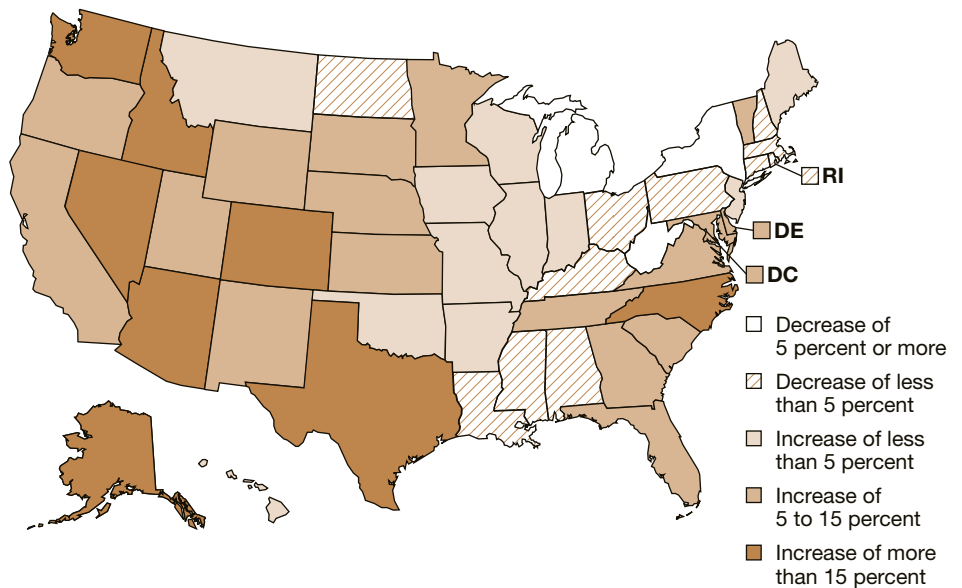 RI
DE
DC
Decrease of
5 percent or more
Decrease of less
than 5 percent
Increase of less
than 5 percent
Increase of
5 to 15 percent
Increase of more
than 15 percent